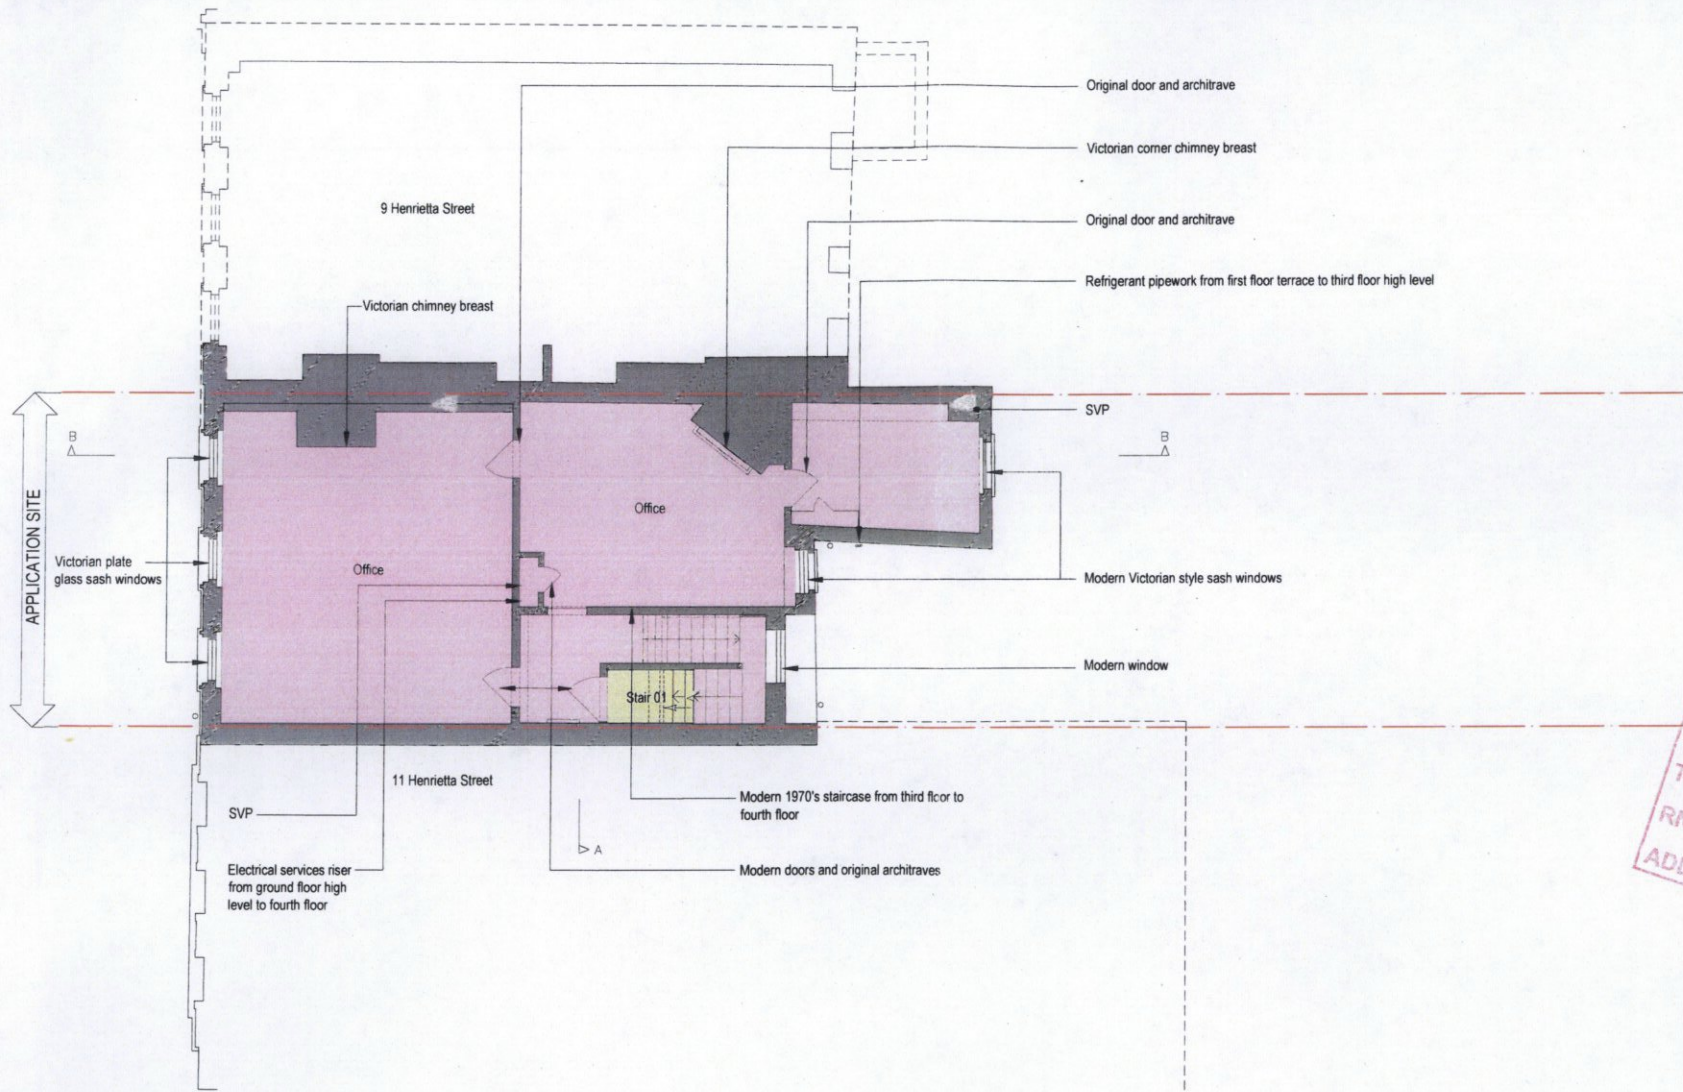 Original door and architrave
Victorian corner chimney breast
9 Henrietta Street
Original door and architrave
Refrigerant pipework from first floor terrace to third floor high level
Victorian chimney breast
SVP
B
B
APPLICATION SITE
Office
Victorian plate
glass sash windows
Office
Modern Victorian style sash windows
Modern window
Stair 01
11 Henrietta Street
Modern 1970's staircase from third floor to
fourth floor
SVP
A
Electrical services riser
from ground floor high
level to fourth floor
Modern doors and original architraves